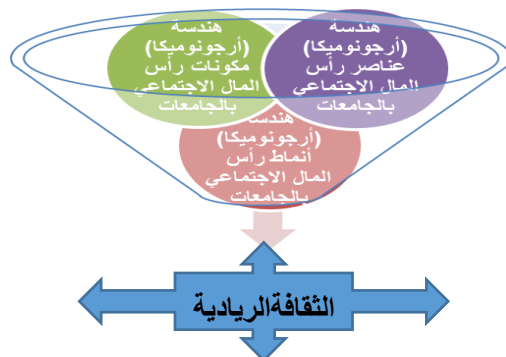 هندسة
(أرجونوميكا)
عناصر رأس
المال الاجتماعي
بالجامعات
هندسة
(أرجونوميكا)
مكونات رأس
المال الاجتماعي
بالجامعات
هندسة
(أرجونوميكا)
أنماط رأس
المال الاجتماعي
بالجامعات
الثقافةالريادية